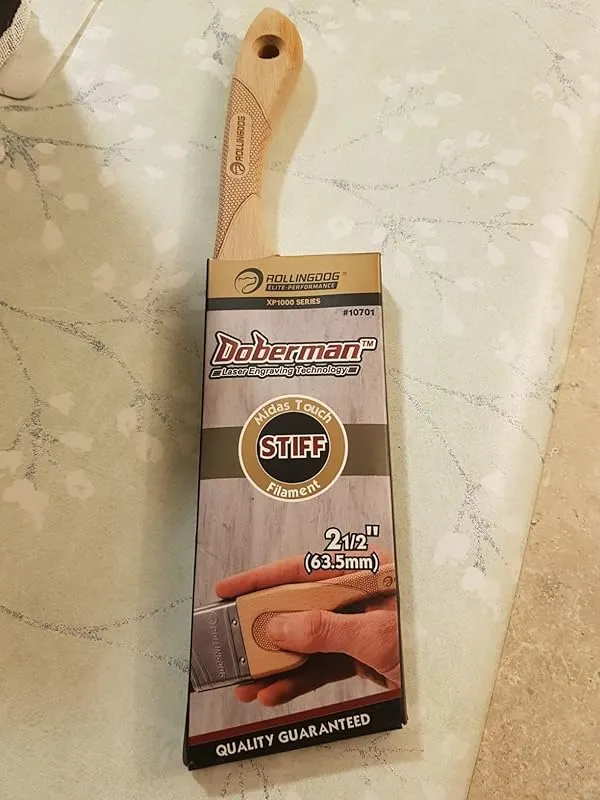 ROLLINGDOG
ROLLINGDOG®
ELITE-PERFORMANCE
XP1000 SERIES
#10701
Doberman™
Laser Engraving Technology
Midas Touch
STIFF
Filament
2 1/2"
(63.5mm)
QUALITY GUARANTEED